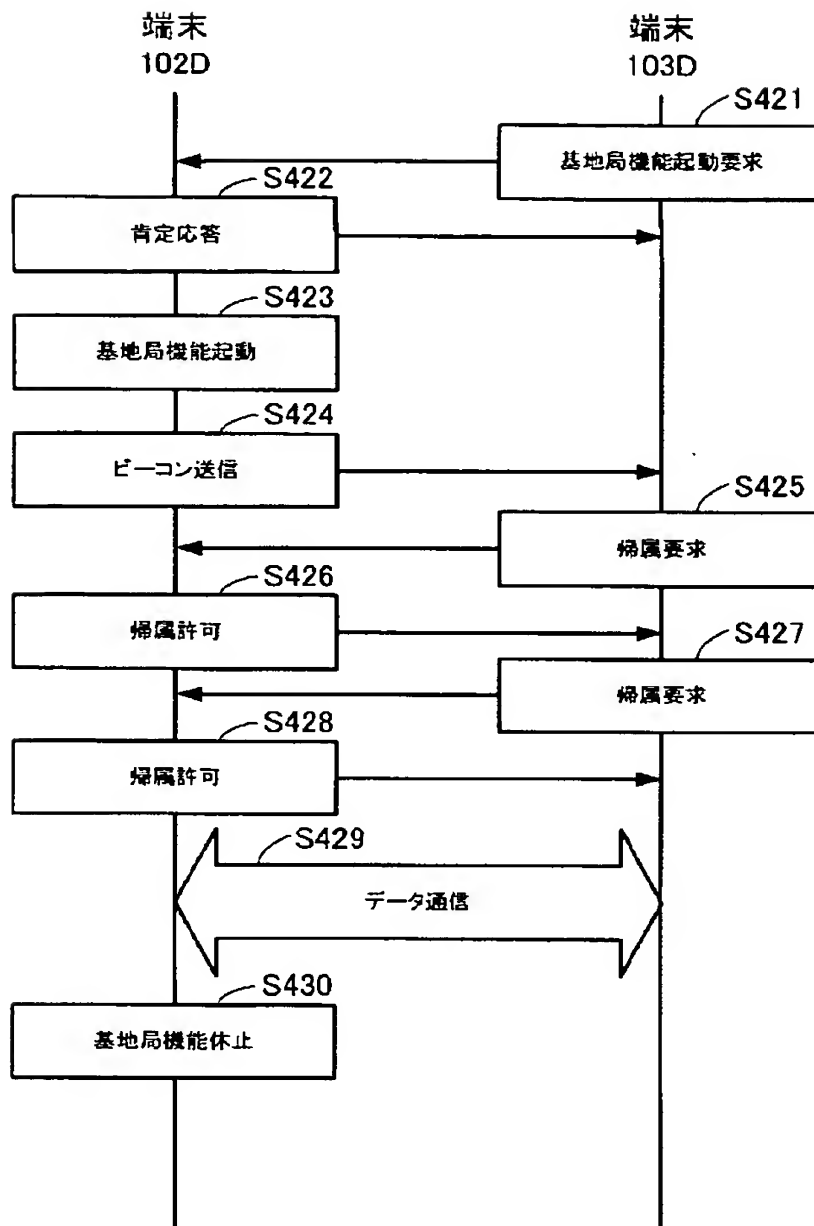 端末
102D
端末
103D
S421
基地局機能起動要求
S422
肯定応答
S423
基地局機能起動
S424
ビーコン送信
S425
帰属要求
S426
帰属許可
S427
帰属要求
S428
帰属許可
S429
データ通信
S430
基地局機能休止